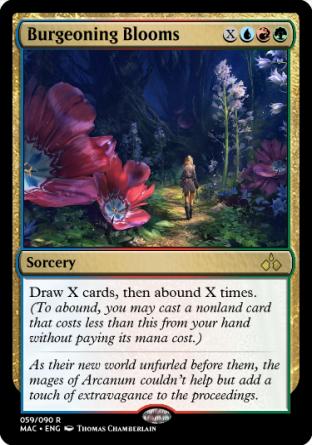 Burgeoning Blooms X
Sorcery
Draw X cards, then abound X times.
(To abound, you may cast a nonland card
that costs less than this from your hand
without paying its mana cost.)
As their new world unfurled before them, the
mages of Arcanum couldn't help but add a
touch of extravagance to the proceedings.
059/090 R
MAC • ENG Thomas Chamberlain